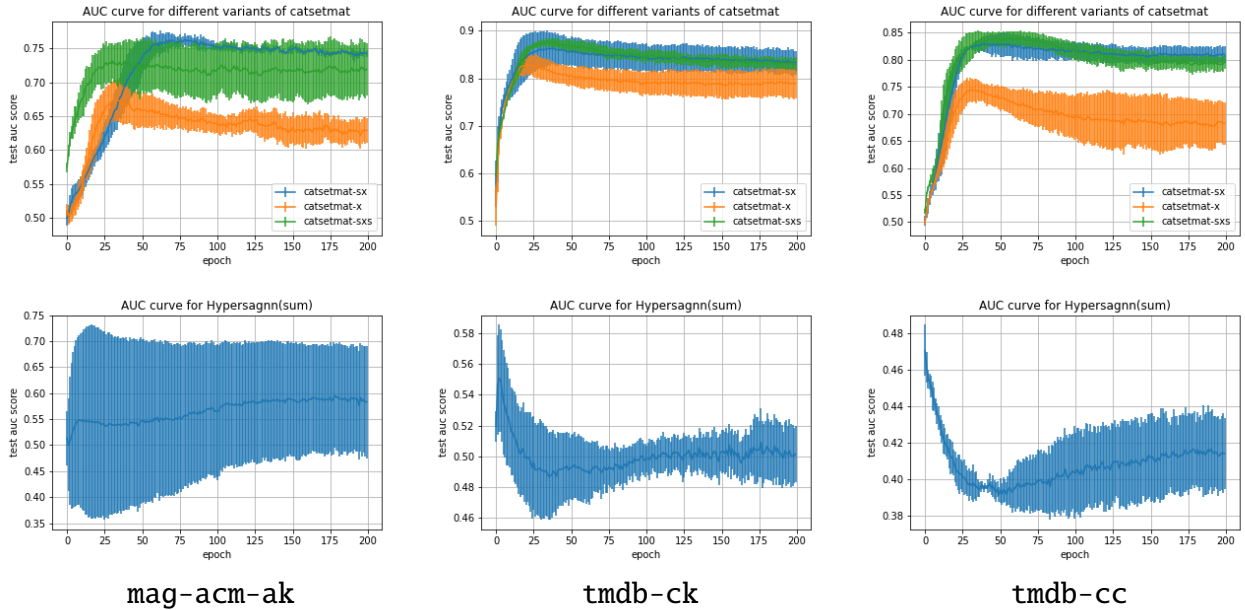 AUC curve for different variants of catsetmat
test auc score
0.75
0.70
0.65
0.60
0.55
0.50
catsetmat-sx
catsetmat-x
catsetmat-sxs
0 25 50 75 100 125 150 175 200
epoch
AUC curve for different variants of catsetmat
test auc score
0.9
0.8
0.7
0.6
0.5
catsetmat-sx
catsetmat-x
catsetmat-sxs
0 25 50 75 100 125 150 175 200
epoch
AUC curve for different variants of catsetmat
test auc score
0.85
0.80
0.75
0.70
0.65
0.60
0.55
0.50
catsetmat-sx
catsetmat-x
catsetmat-sxs
0 25 50 75 100 125 150 175 200
epoch
AUC curve for Hypersagnn(sum)
test auc score
0.75
0.70
0.65
0.60
0.55
0.50
0.45
0.40
0.35
0 25 50 75 100 125 150 175 200
epoch
AUC curve for Hypersagnn(sum)
test auc score
0.58
0.56
0.54
0.52
0.50
0.48
0.46
0 25 50 75 100 125 150 175 200
epoch
AUC curve for Hypersagnn(sum)
test auc score
0.48
0.46
0.44
0.42
0.40
0.38
0 25 50 75 100 125 150 175 200
epoch
mag-acm-ak
tmdb-ck
tmdb-cc